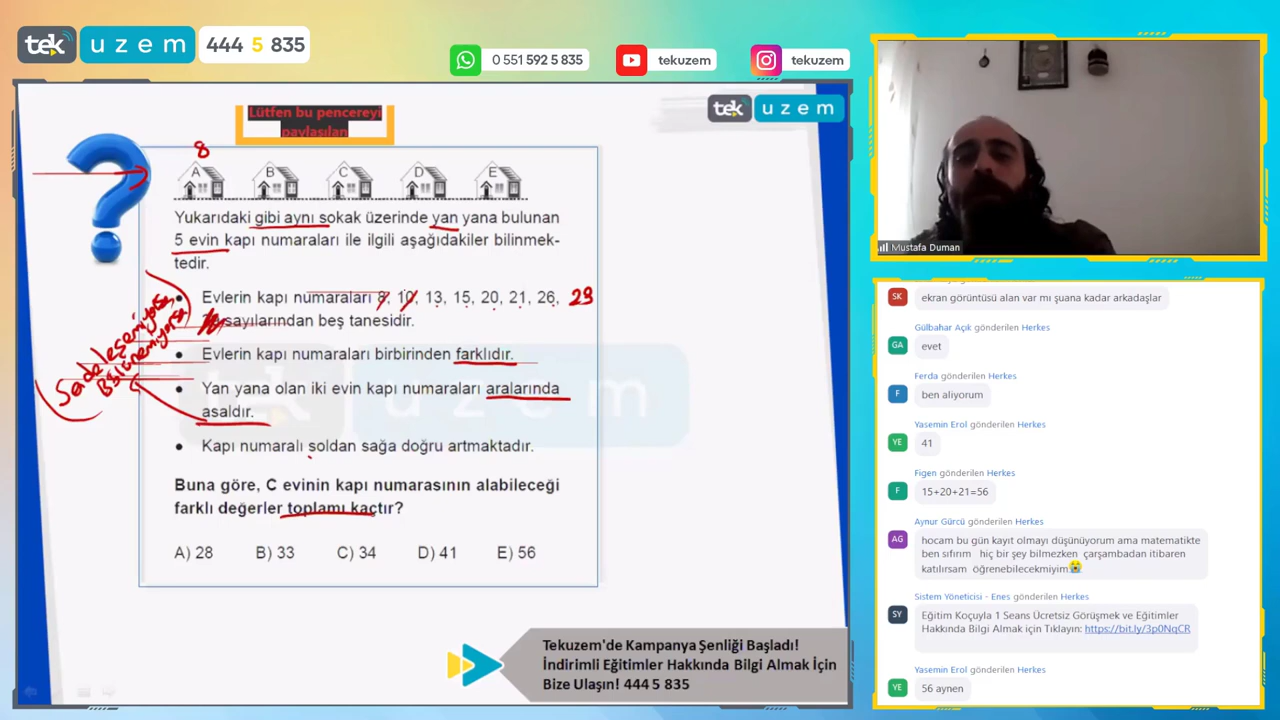 tek
uzem
444 5 835
0 551 592 5 835
tekuzem
tekuzem
Lütfen bu pencereyi
paylaşılan
tek uzem
8
A B C D E
Yukarıdaki gibi aynı sokak üzerinde yan yana bulunan
5 evin kapı numaraları ile ilgili aşağıdakiler bilinmek-
tedir.
• Evlerin kapı numaraları 8, 10, 13, 15, 20, 21, 26, 29
sayılarından beş tanesidir.
• Evlerin kapı numaraları birbirinden farklıdır.
• Yan yana olan iki evin kapı numaraları aralarında
asaldır.
• Kapı numaralı soldan sağa doğru artmaktadır.
Buna göre, C evinin kapı numarasının alabileceği
farklı değerler toplamı kaçtır?
A) 28 B) 33 C) 34 D) 41 E) 56
Sadeleşemiyorsa
Bölünemiyorsa
tek uzem
Tekuzem'de Kampanya Şenliği Başladı!
İndirimli Eğitimler Hakkında Bilgi Almak İçin
Bize Ulaşın! 444 5 835
Mustafa Duman
SK
ekran görüntüsü alan var mı şuana kadar arkadaşlar
Gülbahar Açık gönderilen Herkes
GA
evet
Ferda gönderilen Herkes
F
ben aliyorum
Yasemin Erol gönderilen Herkes
YE
41
Figen gönderilen Herkes
F
15+20+21=56
Aynur Gürcü gönderilen Herkes
AG
hocam bu gün kayıt olmayı düşünüyorum ama matematikte
ben sıfırım hiç bir şey bilmezken çarşambadan itibaren
katılırsam öğrenebilecekmiyim😭
Sistem Yöneticisi - Enes gönderilen Herkes
SY
Eğitim Koçuyla 1 Seans Ücretsiz Görüşmek ve Eğitimler
Hakkında Bilgi Almak için Tıklayın: https://bit.ly/3p0NqCR
Yasemin Erol gönderilen Herkes
YE
56 aynen